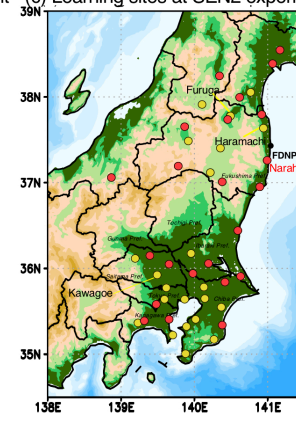 (c) Learning sites at CENZ exper
39N
Furuga
Haramachi
FDNP
Fukushima Pref.
Narah
37N
Tochigi Pref.
Gunma Pref.
Ibaraki Pref.
36N
Saitama Pref.
Kawagoe
Chiba Pref.
Kanagawa Pref.
35N
138E
139E
140E
141E
38N